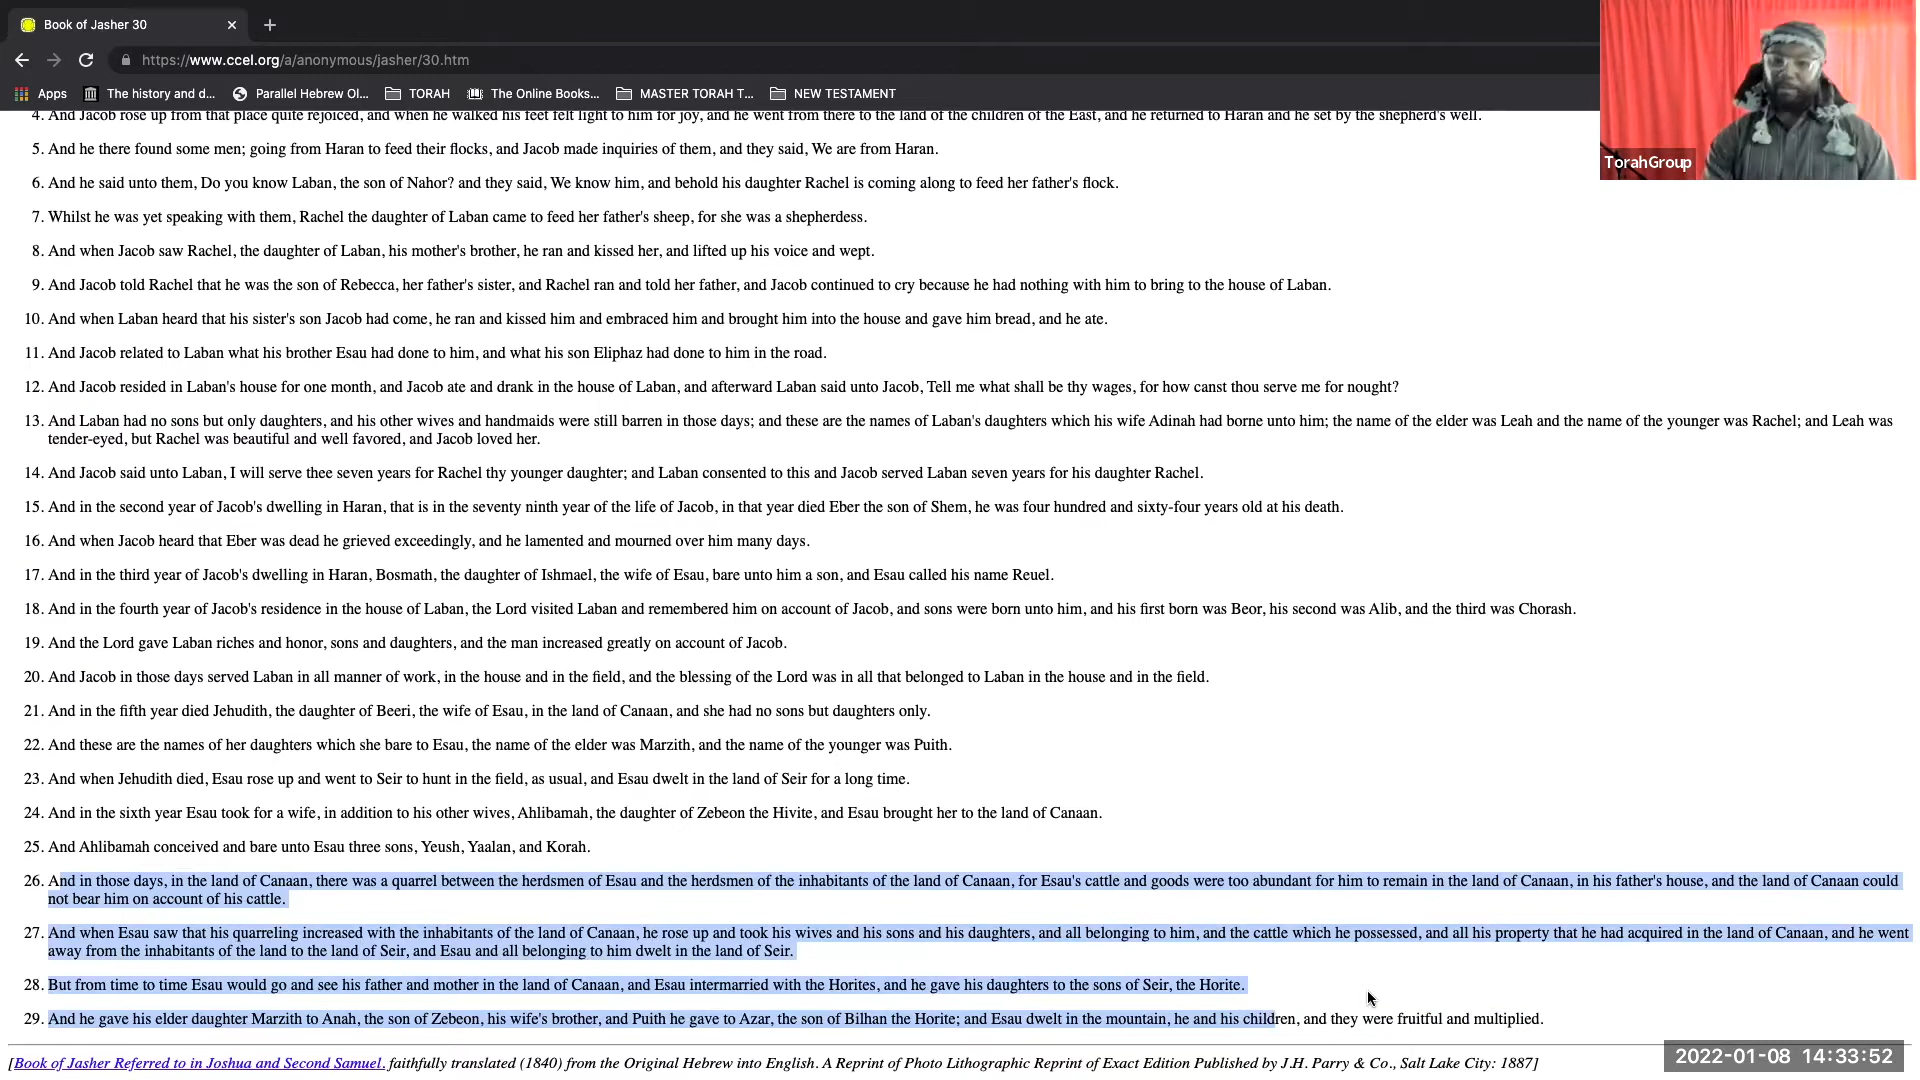 Book of Jasher 30
https://www.ccel.org/a/anonymous/jasher/30.htm
Apps
The history and d...
Parallel Hebrew Ol...
TORAH
The Online Books...
MASTER TORAH T...
NEW TESTAMENT
TorahGroup
4. And Jacob rose up from that place quite rejoiced, and when he walked his feet felt light to him for joy, and he went from there to the land of the children of the East, and he returned to Haran and he set by the shepherd's well.
5. And he there found some men; going from Haran to feed their flocks, and Jacob made inquiries of them, and they said, We are from Haran.
6. And he said unto them, Do you know Laban, the son of Nahor? and they said, We know him, and behold his daughter Rachel is coming along to feed her father's flock.
7. Whilst he was yet speaking with them, Rachel the daughter of Laban came to feed her father's sheep, for she was a shepherdess.
8. And when Jacob saw Rachel, the daughter of Laban, his mother's brother, he ran and kissed her, and lifted up his voice and wept.
9. And Jacob told Rachel that he was the son of Rebecca, her father's sister, and Rachel ran and told her father, and Jacob continued to cry because he had nothing with him to bring to the house of Laban.
10. And when Laban heard that his sister's son Jacob had come, he ran and kissed him and embraced him and brought him into the house and gave him bread, and he ate.
11. And Jacob related to Laban what his brother Esau had done to him, and what his son Eliphaz had done to him in the road.
12. And Jacob resided in Laban's house for one month, and Jacob ate and drank in the house of Laban, and afterward Laban said unto Jacob, Tell me what shall be thy wages, for how canst thou serve me for nought?
13. And Laban had no sons but only daughters, and his other wives and handmaids were still barren in those days; and these are the names of Laban's daughters which his wife Adinah had borne unto him; the name of the elder was Leah and the name of the younger was Rachel; and Leah was
tender-eyed, but Rachel was beautiful and well favored, and Jacob loved her.
14. And Jacob said unto Laban, I will serve thee seven years for Rachel thy younger daughter; and Laban consented to this and Jacob served Laban seven years for his daughter Rachel.
15. And in the second year of Jacob's dwelling in Haran, that is in the seventy ninth year of the life of Jacob, in that year died Eber the son of Shem, he was four hundred and sixty-four years old at his death.
16. And when Jacob heard that Eber was dead he grieved exceedingly, and he lamented and mourned over him many days.
17. And in the third year of Jacob's dwelling in Haran, Bosmath, the daughter of Ishmael, the wife of Esau, bare unto him a son, and Esau called his name Reuel.
18. And in the fourth year of Jacob's residence in the house of Laban, the Lord visited Laban and remembered him on account of Jacob, and sons were born unto him, and his first born was Beor, his second was Alib, and the third was Chorash.
19. And the Lord gave Laban riches and honor, sons and daughters, and the man increased greatly on account of Jacob.
20. And Jacob in those days served Laban in all manner of work, in the house and in the field, and the blessing of the Lord was in all that belonged to Laban in the house and in the field.
21. And in the fifth year died Jehudith, the daughter of Beeri, the wife of Esau, in the land of Canaan, and she had no sons but daughters only.
22. And these are the names of her daughters which she bare to Esau, the name of the elder was Marzith, and the name of the younger was Puith.
23. And when Jehudith died, Esau rose up and went to Seir to hunt in the field, as usual, and Esau dwelt in the land of Seir for a long time.
24. And in the sixth year Esau took for a wife, in addition to his other wives, Ahlibamah, the daughter of Zebeon the Hivite, and Esau brought her to the land of Canaan.
25. And Ahlibamah conceived and bare unto Esau three sons, Yeush, Yaalan, and Korah.
26. And in those days, in the land of Canaan, there was a quarrel between the herdsmen of Esau and the herdsmen of the inhabitants of the land of Canaan, for Esau's cattle and goods were too abundant for him to remain in the land of Canaan, in his father's house, and the land of Canaan could
not bear him on account of his cattle.
27. And when Esau saw that his quarreling increased with the inhabitants of the land of Canaan, he rose up and took his wives and his sons and his daughters, and all belonging to him, and the cattle which he possessed, and all his property that he had acquired in the land of Canaan, and he went
away from the inhabitants of the land to the land of Seir, and Esau and all belonging to him dwelt in the land of Seir.
28. But from time to time Esau would go and see his father and mother in the land of Canaan, and Esau intermarried with the Horites, and he gave his daughters to the sons of Seir, the Horite.
29. And he gave his elder daughter Marzith to Anah, the son of Zebeon, his wife's brother, and Puith he gave to Azar, the son of Bilhan the Horite; and Esau dwelt in the mountain, he and his children, and they were fruitful and multiplied.
[Book of Jasher Referred to in Joshua and Second Samuel. faithfully translated (1840) from the Original Hebrew into English. A Reprint of Photo Lithographic Reprint of Exact Edition Published by J.H. Parry & Co., Salt Lake City: 1887]
2022-01-08 14:33:52